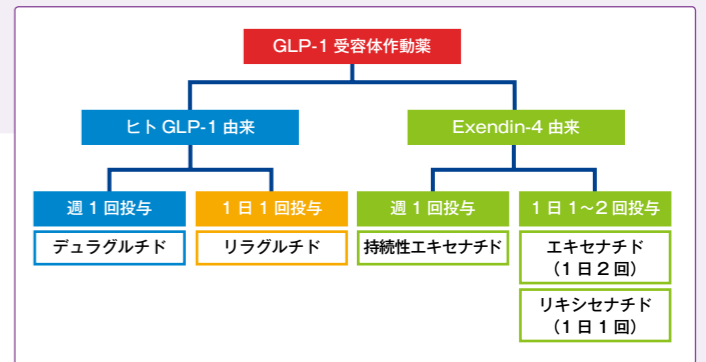 GLP-1 受容体作動薬
ヒト GLP-1 由来
Exendin-4 由来
週 1 回投与
1 日 1 回投与
週 1 回投与
1 日 1~2 回投与
デュラグルチド
リラグルチド
持続性エキセナチド
エキセナチド
(1 日 2 回)
リキシセナチド
(1 日 1 回)